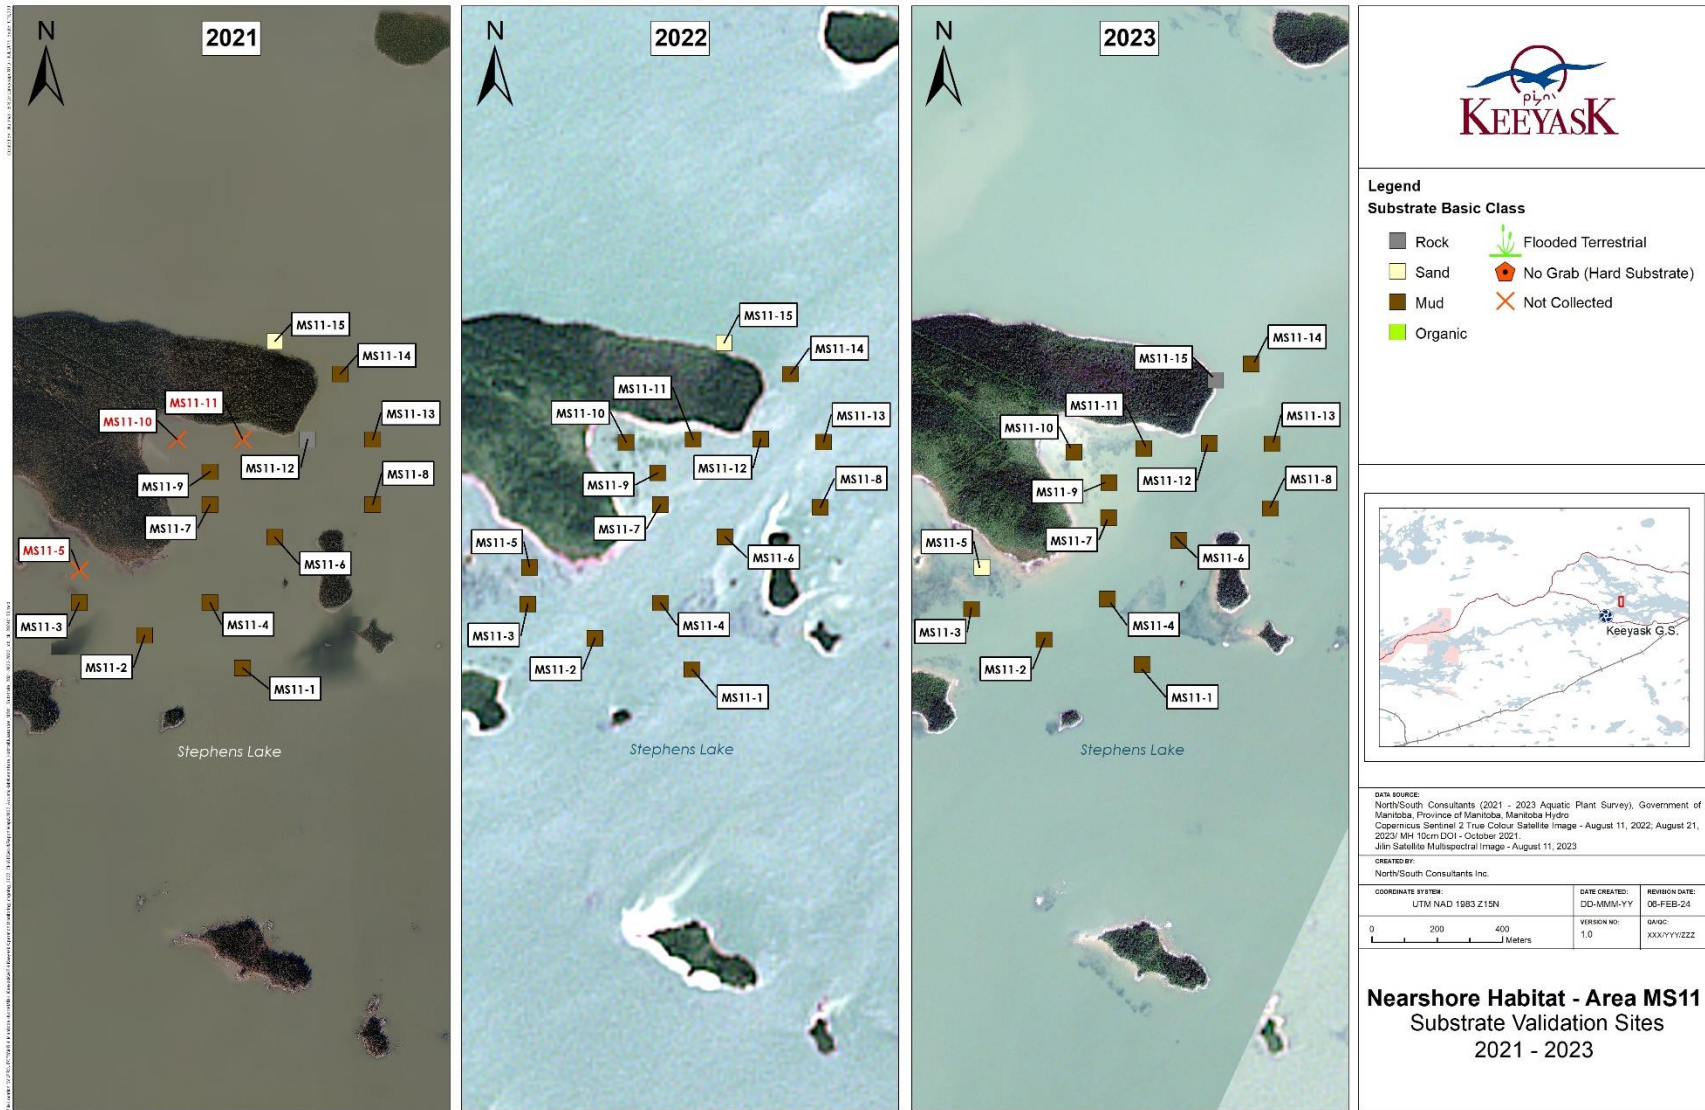 N
2021
MS11-15
MS11-14
MS11-11
MS11-10
MS11-13
MS11-12
MS11-9
MS11-8
MS11-7
MS11-5
MS11-6
MS11-3
MS11-4
MS11-2
MS11-1
Stephens Lake
N
2022
MS11-15
MS11-14
MS11-11
MS11-10
MS11-13
MS11-12
MS11-9
MS11-8
MS11-7
MS11-5
MS11-6
MS11-3
MS11-4
MS11-2
MS11-1
Stephens Lake
N
2023
MS11-14
MS11-15
MS11-11
MS11-10
MS11-13
MS11-12
MS11-9
MS11-8
MS11-7
MS11-5
MS11-6
MS11-3
MS11-4
MS11-2
MS11-1
Stephens Lake
KEEYASK
Legend
Substrate Basic Class
Rock
Sand
Mud
Organic
Flooded Terrestrial
No Grab (Hard Substrate)
Not Collected
Keeyask G.S.
DATA SOURCE:
North/South Consultants (2021 - 2023 Aquatic Plant Survey), Government of
Manitoba, Province of Manitoba, Manitoba Hydro
Copernicus Sentinel 2 True Colour Satellite Image - August 11, 2022; August 21,
2023/ MH 10cm DOI - October 2021.
Jilin Satellite Multispectral Image - August 11, 2023
CREATED BY:
North/South Consultants Inc.
COORDINATE SYSTEM:
UTM NAD 1983 Z15N
DATE CREATED:
DD-MMM-YY
REVISION DATE:
06-FEB-24
0 200 400
Meters
VERSION NO:
1.0
QA/QC:
XXX/YYY/ZZZ
Nearshore Habitat - Area MS11
Substrate Validation Sites
2021 - 2023